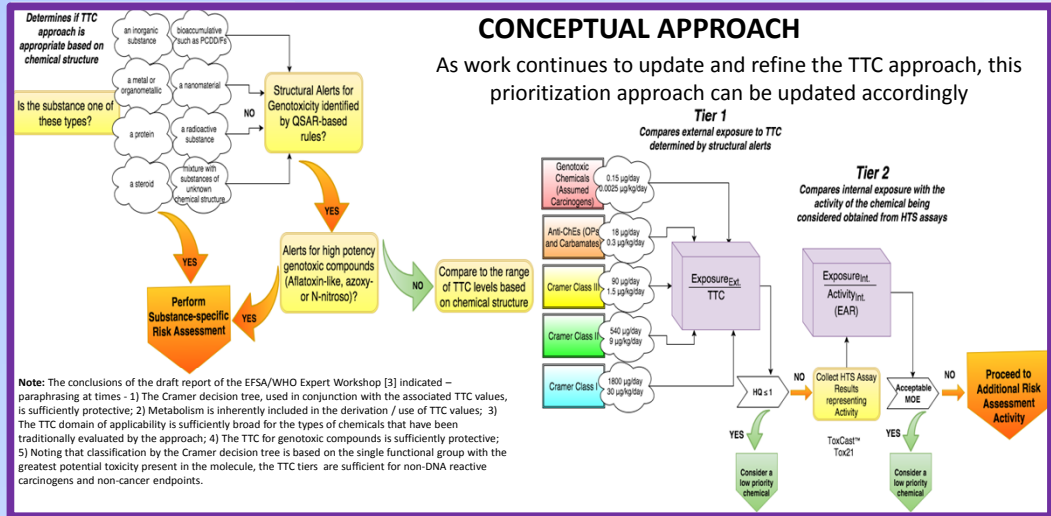 Determines if TTC
approach is
appropriate based on
chemical structure
an inorganic
substance
bioaccumulative
such as PCDD/Fs
a metal or
organometallic
a nanomaterial
Is the substance one of
these types?
a protein
a radioactive
substance
a steroid
mixture with
substances of
unknown
chemical structure
NO
Structural Alerts for
Genotoxicity identified
by QSAR-based
rules?
YES
YES
Alerts for high potency
genotoxic compounds
(Aflatoxin-like, azoxy-
or N-nitroso)?
YES
NO
Perform
Substance-specific
Risk Assessment
Compare to the range
of TTC levels based
on chemical structure
CONCEPTUAL APPROACH
As work continues to update and refine the TTC approach, this
prioritization approach can be updated accordingly
Tier 1
Compares external exposure to TTC
determined by structural alerts
Genotoxic
Chemicals
(Assumed
Carcinogens)
0.15 µg/day
0.0025 µg/kg/day
Anti-ChEs (OPs
and Carbamates)
18 µg/day
0.3 µg/kg/day
Cramer Class III
90 µg/day
1.5 µg/kg/day
Cramer Class II
540 µg/day
9 µg/kg/day
Cramer Class I
1800 µg/day
30 µg/kg/day
ExposureExt.
TTC
HQ ≤ 1
YES
Consider a
low priority
chemical
NO
Tier 2
Compares internal exposure with the
activity of the chemical being
considered obtained from HTS assays
ExposureInt.
ActivityInt.
(EAR)
Collect HTS Assay
Results
representing
Activity
ToxCast™
Tox21
Acceptable
MOE
YES
Consider a
low priority
chemical
NO
Proceed to
Additional Risk
Assessment
Activity
Note: The conclusions of the draft report of the EFSA/WHO Expert Workshop [3] indicated –
paraphrasing at times - 1) The Cramer decision tree, used in conjunction with the associated TTC values,
is sufficiently protective; 2) Metabolism is inherently included in the derivation / use of TTC values; 3)
The TTC domain of applicability is sufficiently broad for the types of chemicals that have been
traditionally evaluated by the approach; 4) The TTC for genotoxic compounds is sufficiently protective;
5) Noting that classification by the Cramer decision tree is based on the single functional group with the
greatest potential toxicity present in the molecule, the TTC tiers are sufficient for non-DNA reactive
carcinogens and non-cancer endpoints.